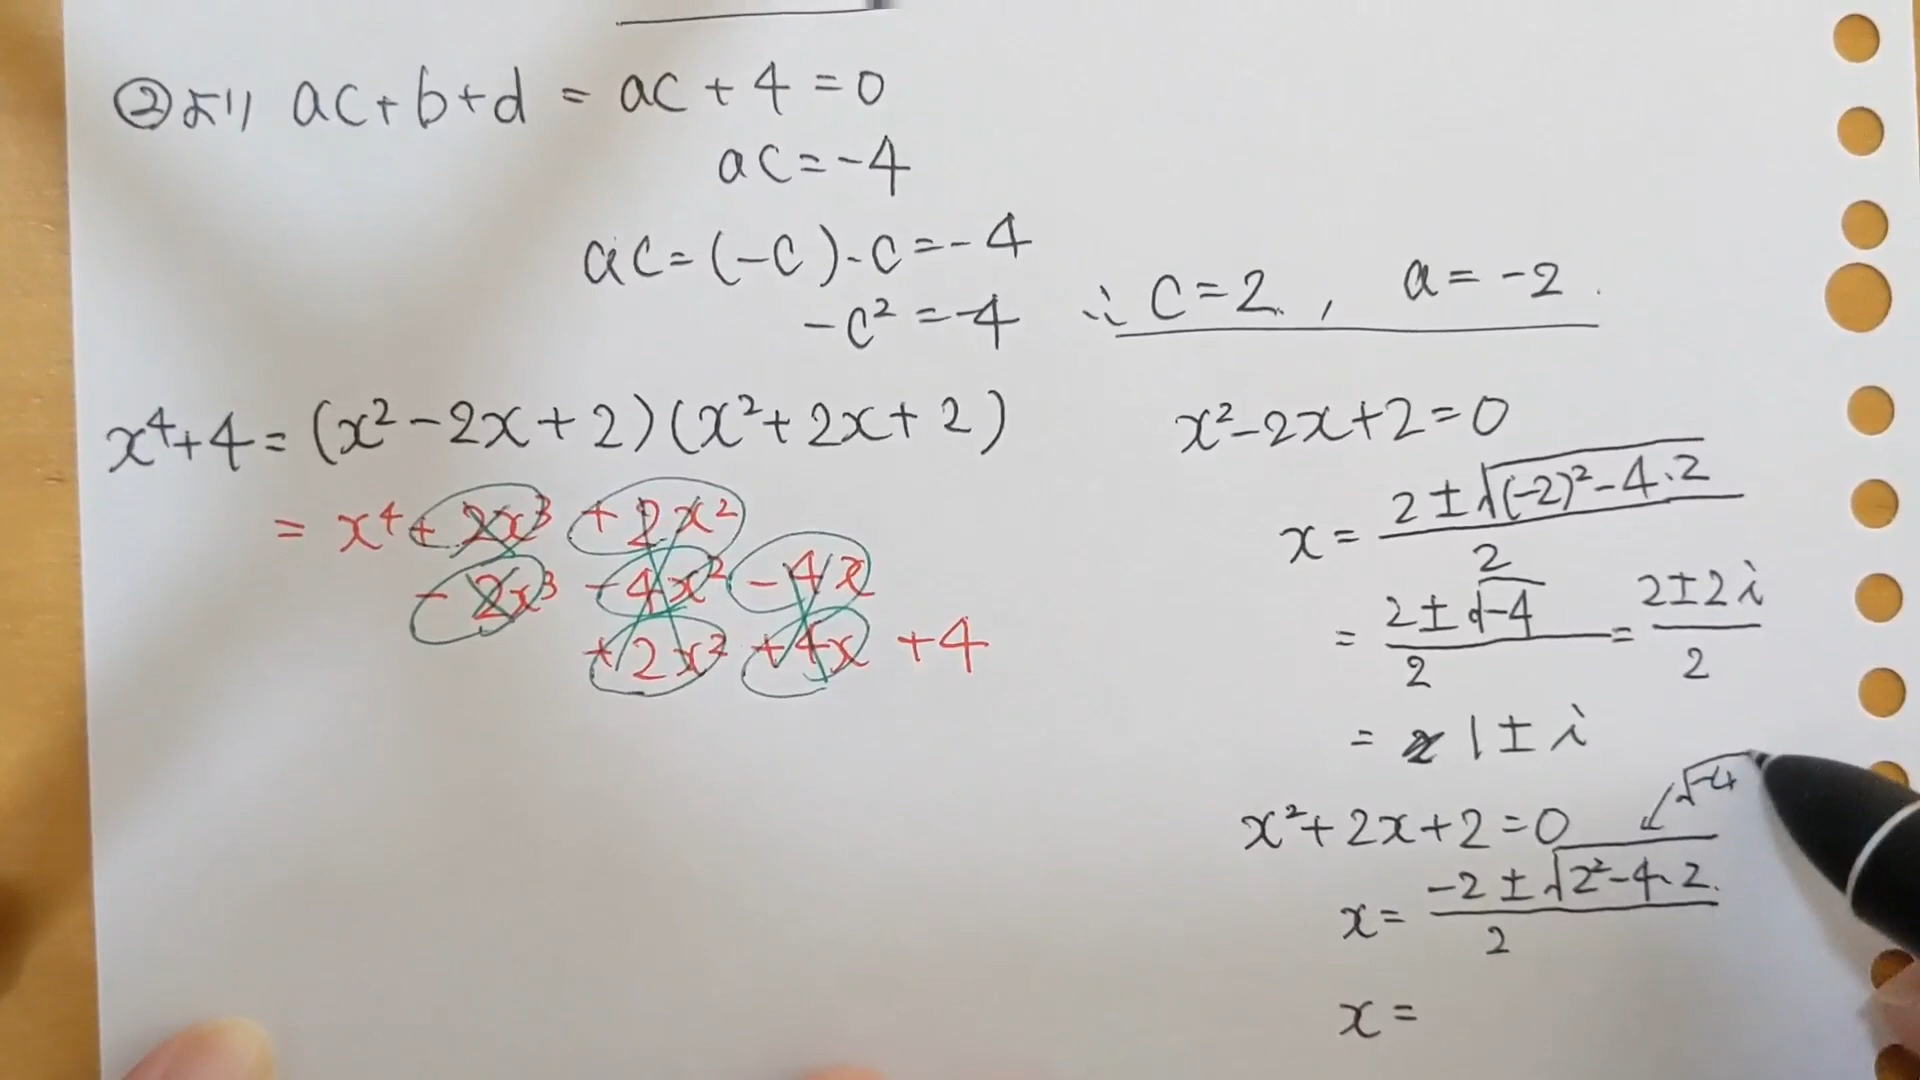 ②より ac+b+d = ac+4=0
ac=-4
ac=(-c)・c=-4
-c²=-4 ∴ c=2, a=-2.
x⁴+4=(x²-2x+2)(x²+2x+2)
= x⁴+2x³+2x²
-2x³-4x²-4x
+2x²+4x+4
x²-2x+2=0
x= (2±√((-2)²-4・2))/2
= (2±√-4)/2 = (2±2i)/2
= 1±i
√-4
x²+2x+2=0
x= (-2±√(2²-4・2))/2
x=